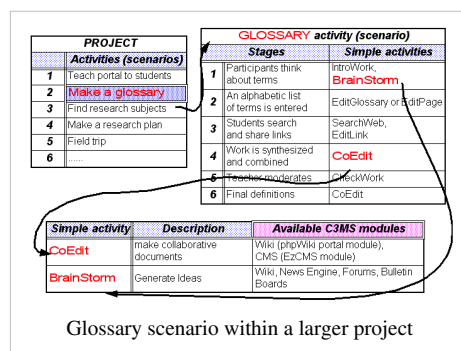 PROJECT
Activities (scenarios)
1 Teach portal to students
2 Make a glossary
3 Find research subjects
4 Make a research plan
5 Field trip
6 ......
GLOSSARY activity (scenario)
Stages Simple activities
1 Participants think about terms IntroWork, BrainStorm
2 An alphabetic list of terms is entered EditGlossary or EditPage
3 Students search and share links SearchWeb, EditLink
4 Work is synthesized and combined CoEdit
5 Teacher moderates CheckWork
6 Final definitions CoEdit
Simple activity Description Available C3MS modules
CoEdit make collaborative documents Wiki (phpWiki portal module), CMS (EzCMS module)
BrainStorm Generate Ideas Wiki, News Engine, Forums, Bulletin Boards
Glossary scenario within a larger project